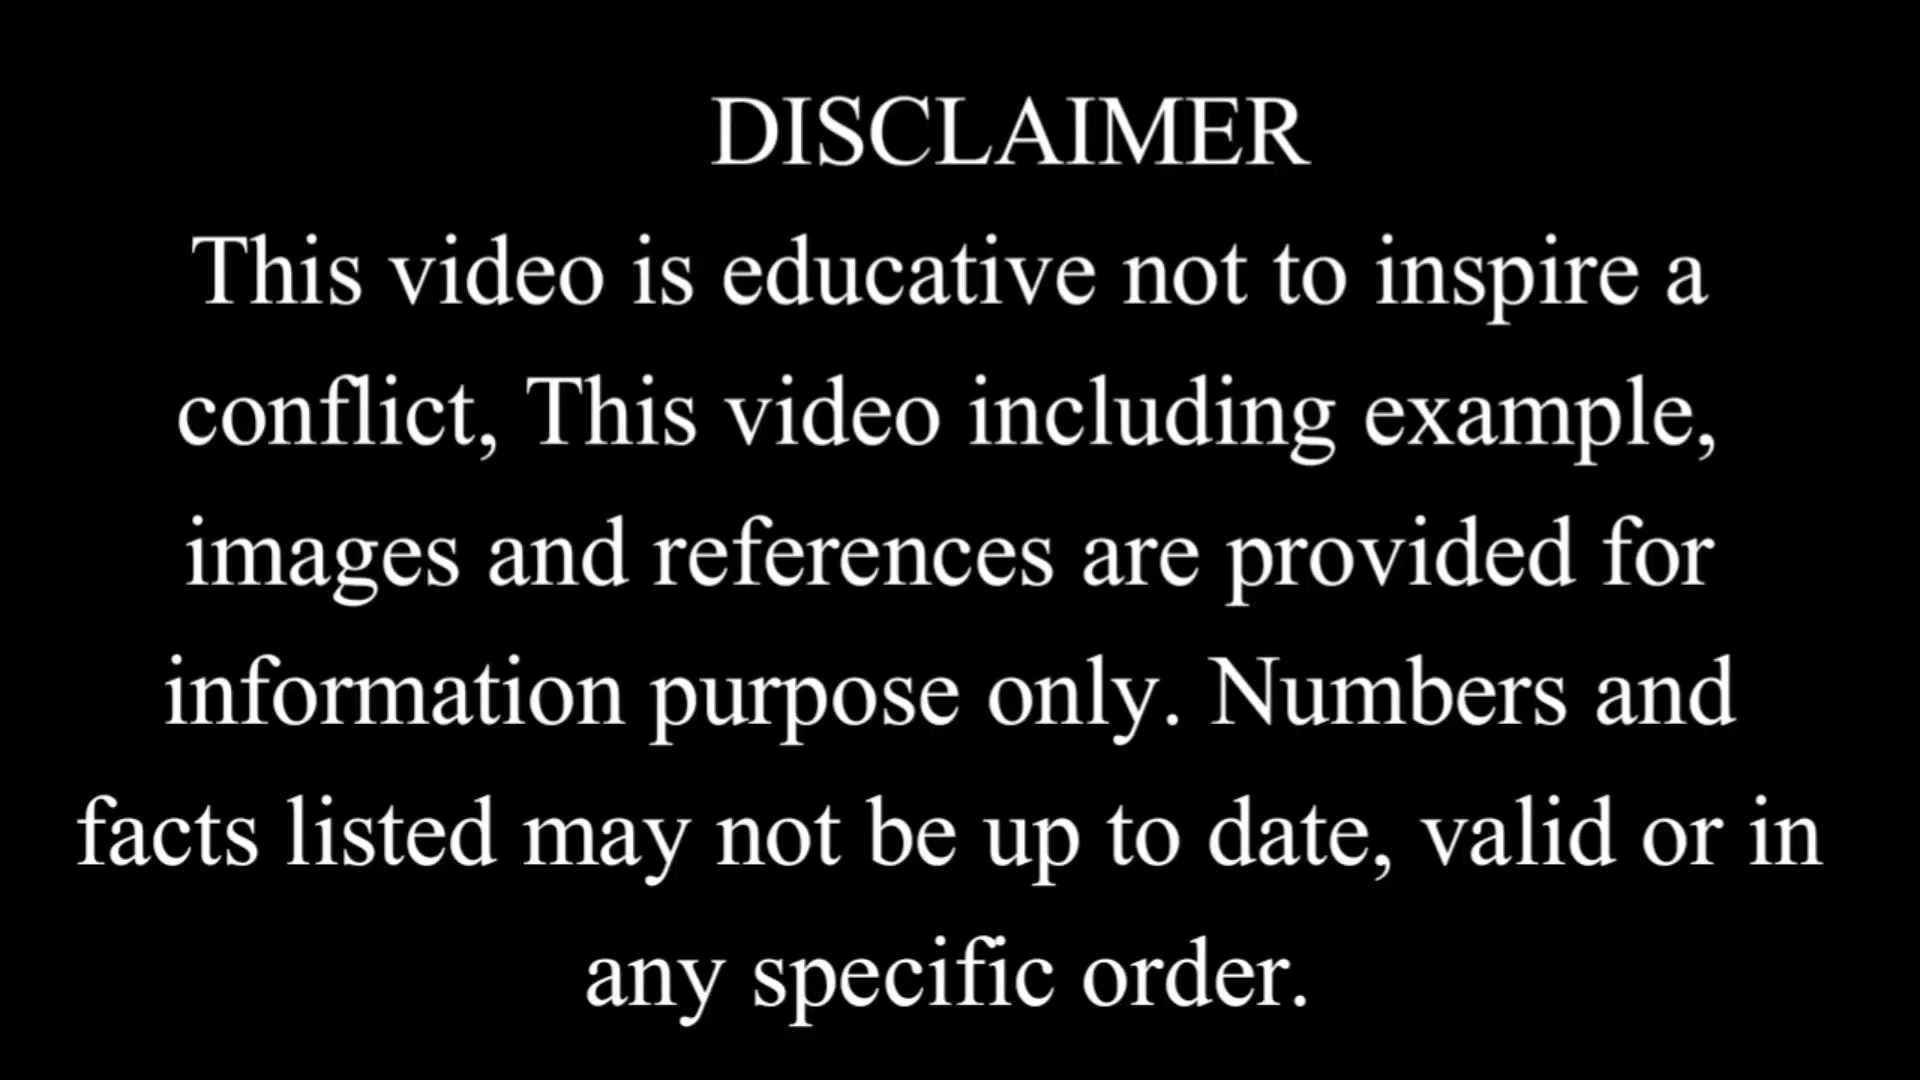 DISCLAIMER
This video is educative not to inspire a
conflict, This video including example,
images and references are provided for
information purpose only. Numbers and
facts listed may not be up to date, valid or in
any specific order.